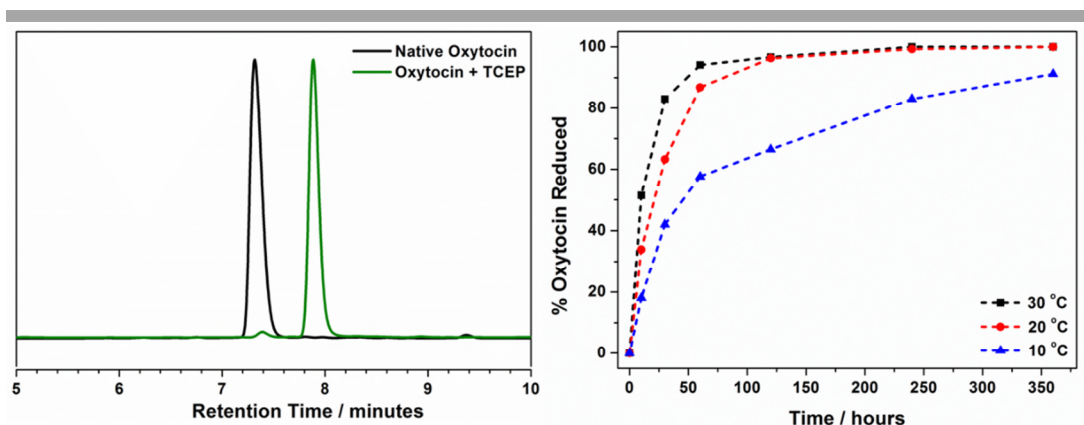 Native Oxytocin
Oxytocin + TCEP
5
6
7
8
9
10
Retention Time / minutes
% Oxytocin Reduced
100
80
60
40
20
0
30 °C
20 °C
10 °C
0
50
100
150
200
250
300
350
Time / hours